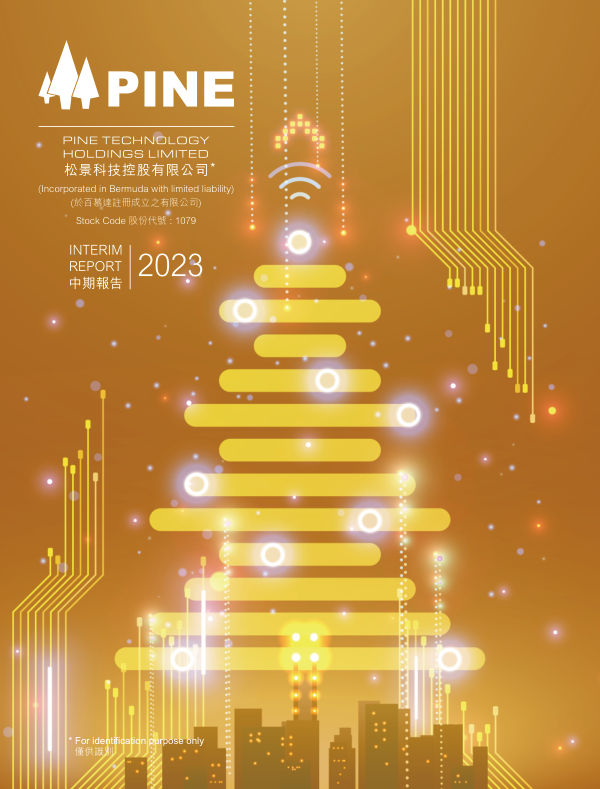 PINE
PINE TECHNOLOGY
HOLDINGS LIMITED
松景科技控股有限公司*
(Incorporated in Bermuda with limited liability)
(於百慕達註冊成立之有限公司)
Stock Code 股份代號 : 1079
INTERIM
REPORT
中期報告
2023
* For identification purpose only
僅供識別